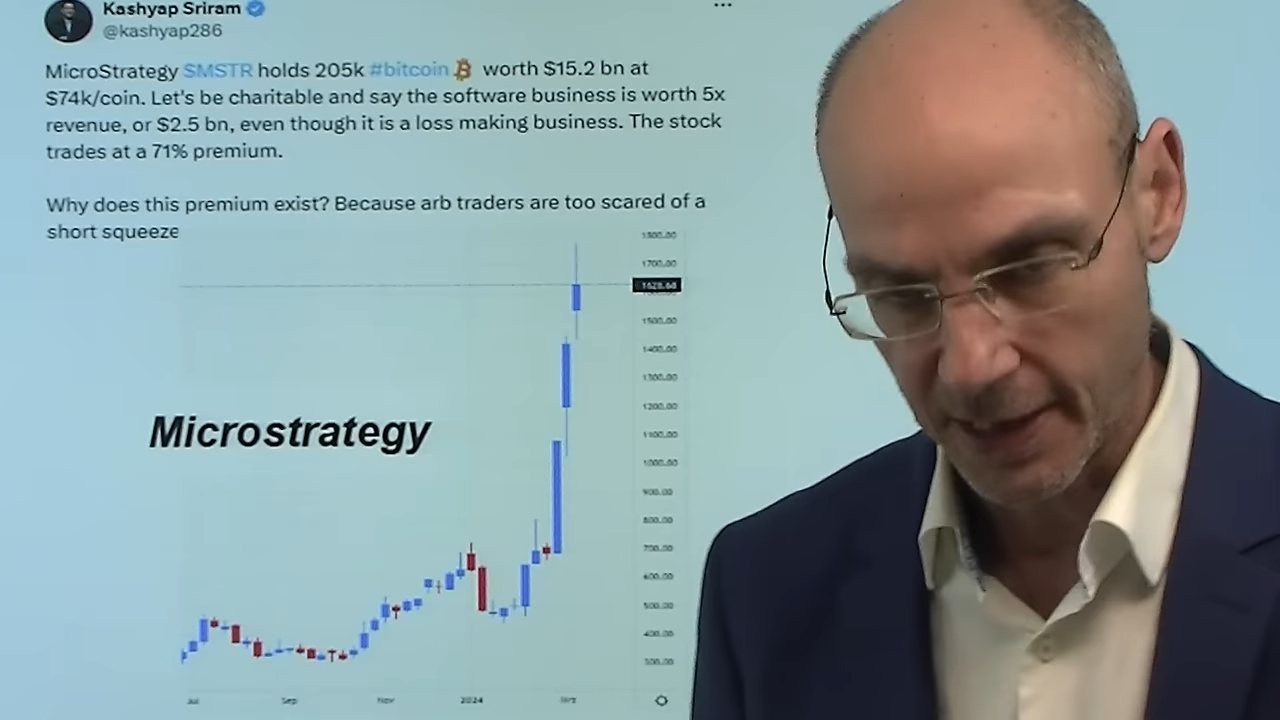 Kashyap Sriram
@kashyap286
MicroStrategy $MSTR holds 205k #bitcoin worth $15.2 bn at
$74k/coin. Let's be charitable and say the software business is worth 5x
revenue, or $2.5 bn, even though it is a loss making business. The stock
trades at a 71% premium.
Why does this premium exist? Because arb traders are too scared of a
short squeeze
1800.00
1700.00
1628.68
1500.00
1400.00
1300.00
1200.00
Microstrategy
1100.00
1000.00
900.00
800.00
700.00
600.00
500.00
400.00
300.00
Jul
Sep
Nov
2024